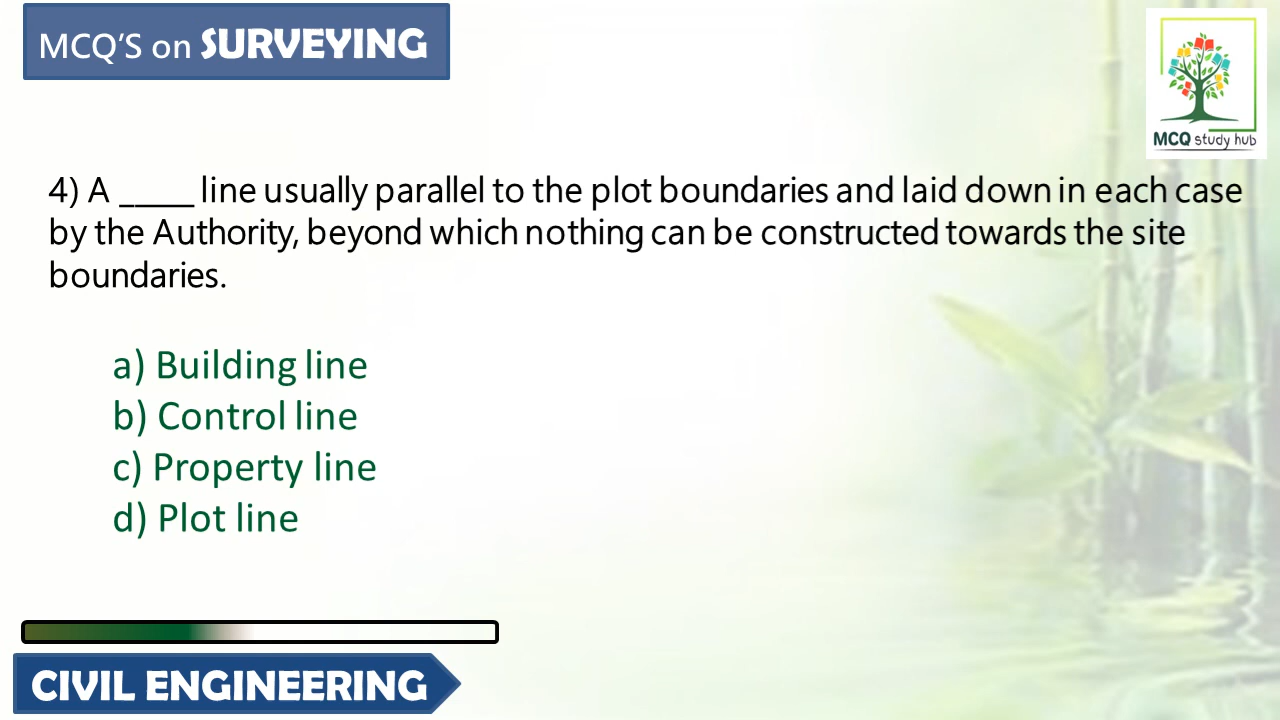 MCQ'S on SURVEYING
MCQ study hub
4) A _____ line usually parallel to the plot boundaries and laid down in each case
by the Authority, beyond which nothing can be constructed towards the site
boundaries.
a) Building line
b) Control line
c) Property line
d) Plot line
CIVIL ENGINEERING